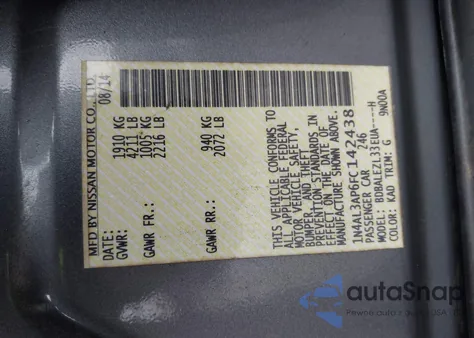 MFD BY NISSAN MOTOR CO., LTD.
DATE: 08/14
GVWR: 1910 KG
4211 LB
GAWR FR.: 1005 KG
2216 LB
GAWR RR.: 940 KG
2072 LB
THIS VEHICLE CONFORMS TO
ALL APPLICABLE FEDERAL
MOTOR VEHICLE SAFETY,
BUMPER, AND THEFT
PREVENTION STANDARDS IN
EFFECT ON THE DATE OF
MANUFACTURE SHOWN ABOVE.
1N4AL3AP6FC142438
PASSENGER CAR Z46
MODEL: BDBALEZL33EUA-----H
COLOR: KAD TRIM: G 9N00A
autoSnap